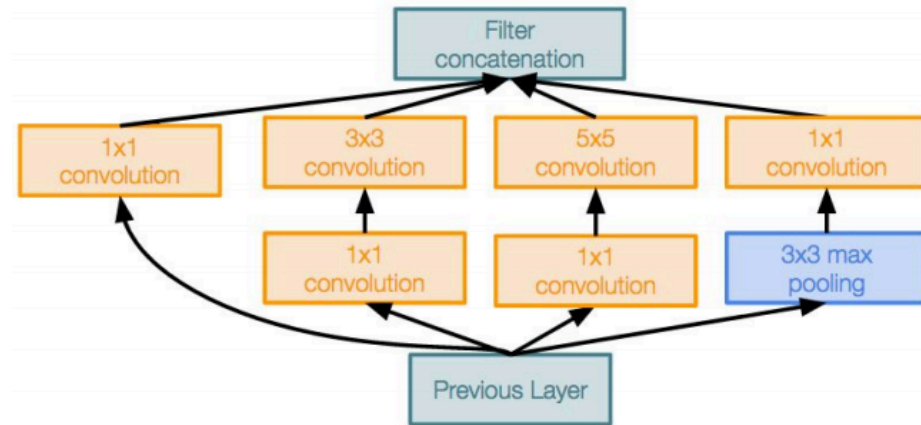 Filter
concatenation
1x1
convolution
3x3
convolution
5x5
convolution
1x1
convolution
1x1
convolution
1x1
convolution
3x3 max
pooling
Previous Layer